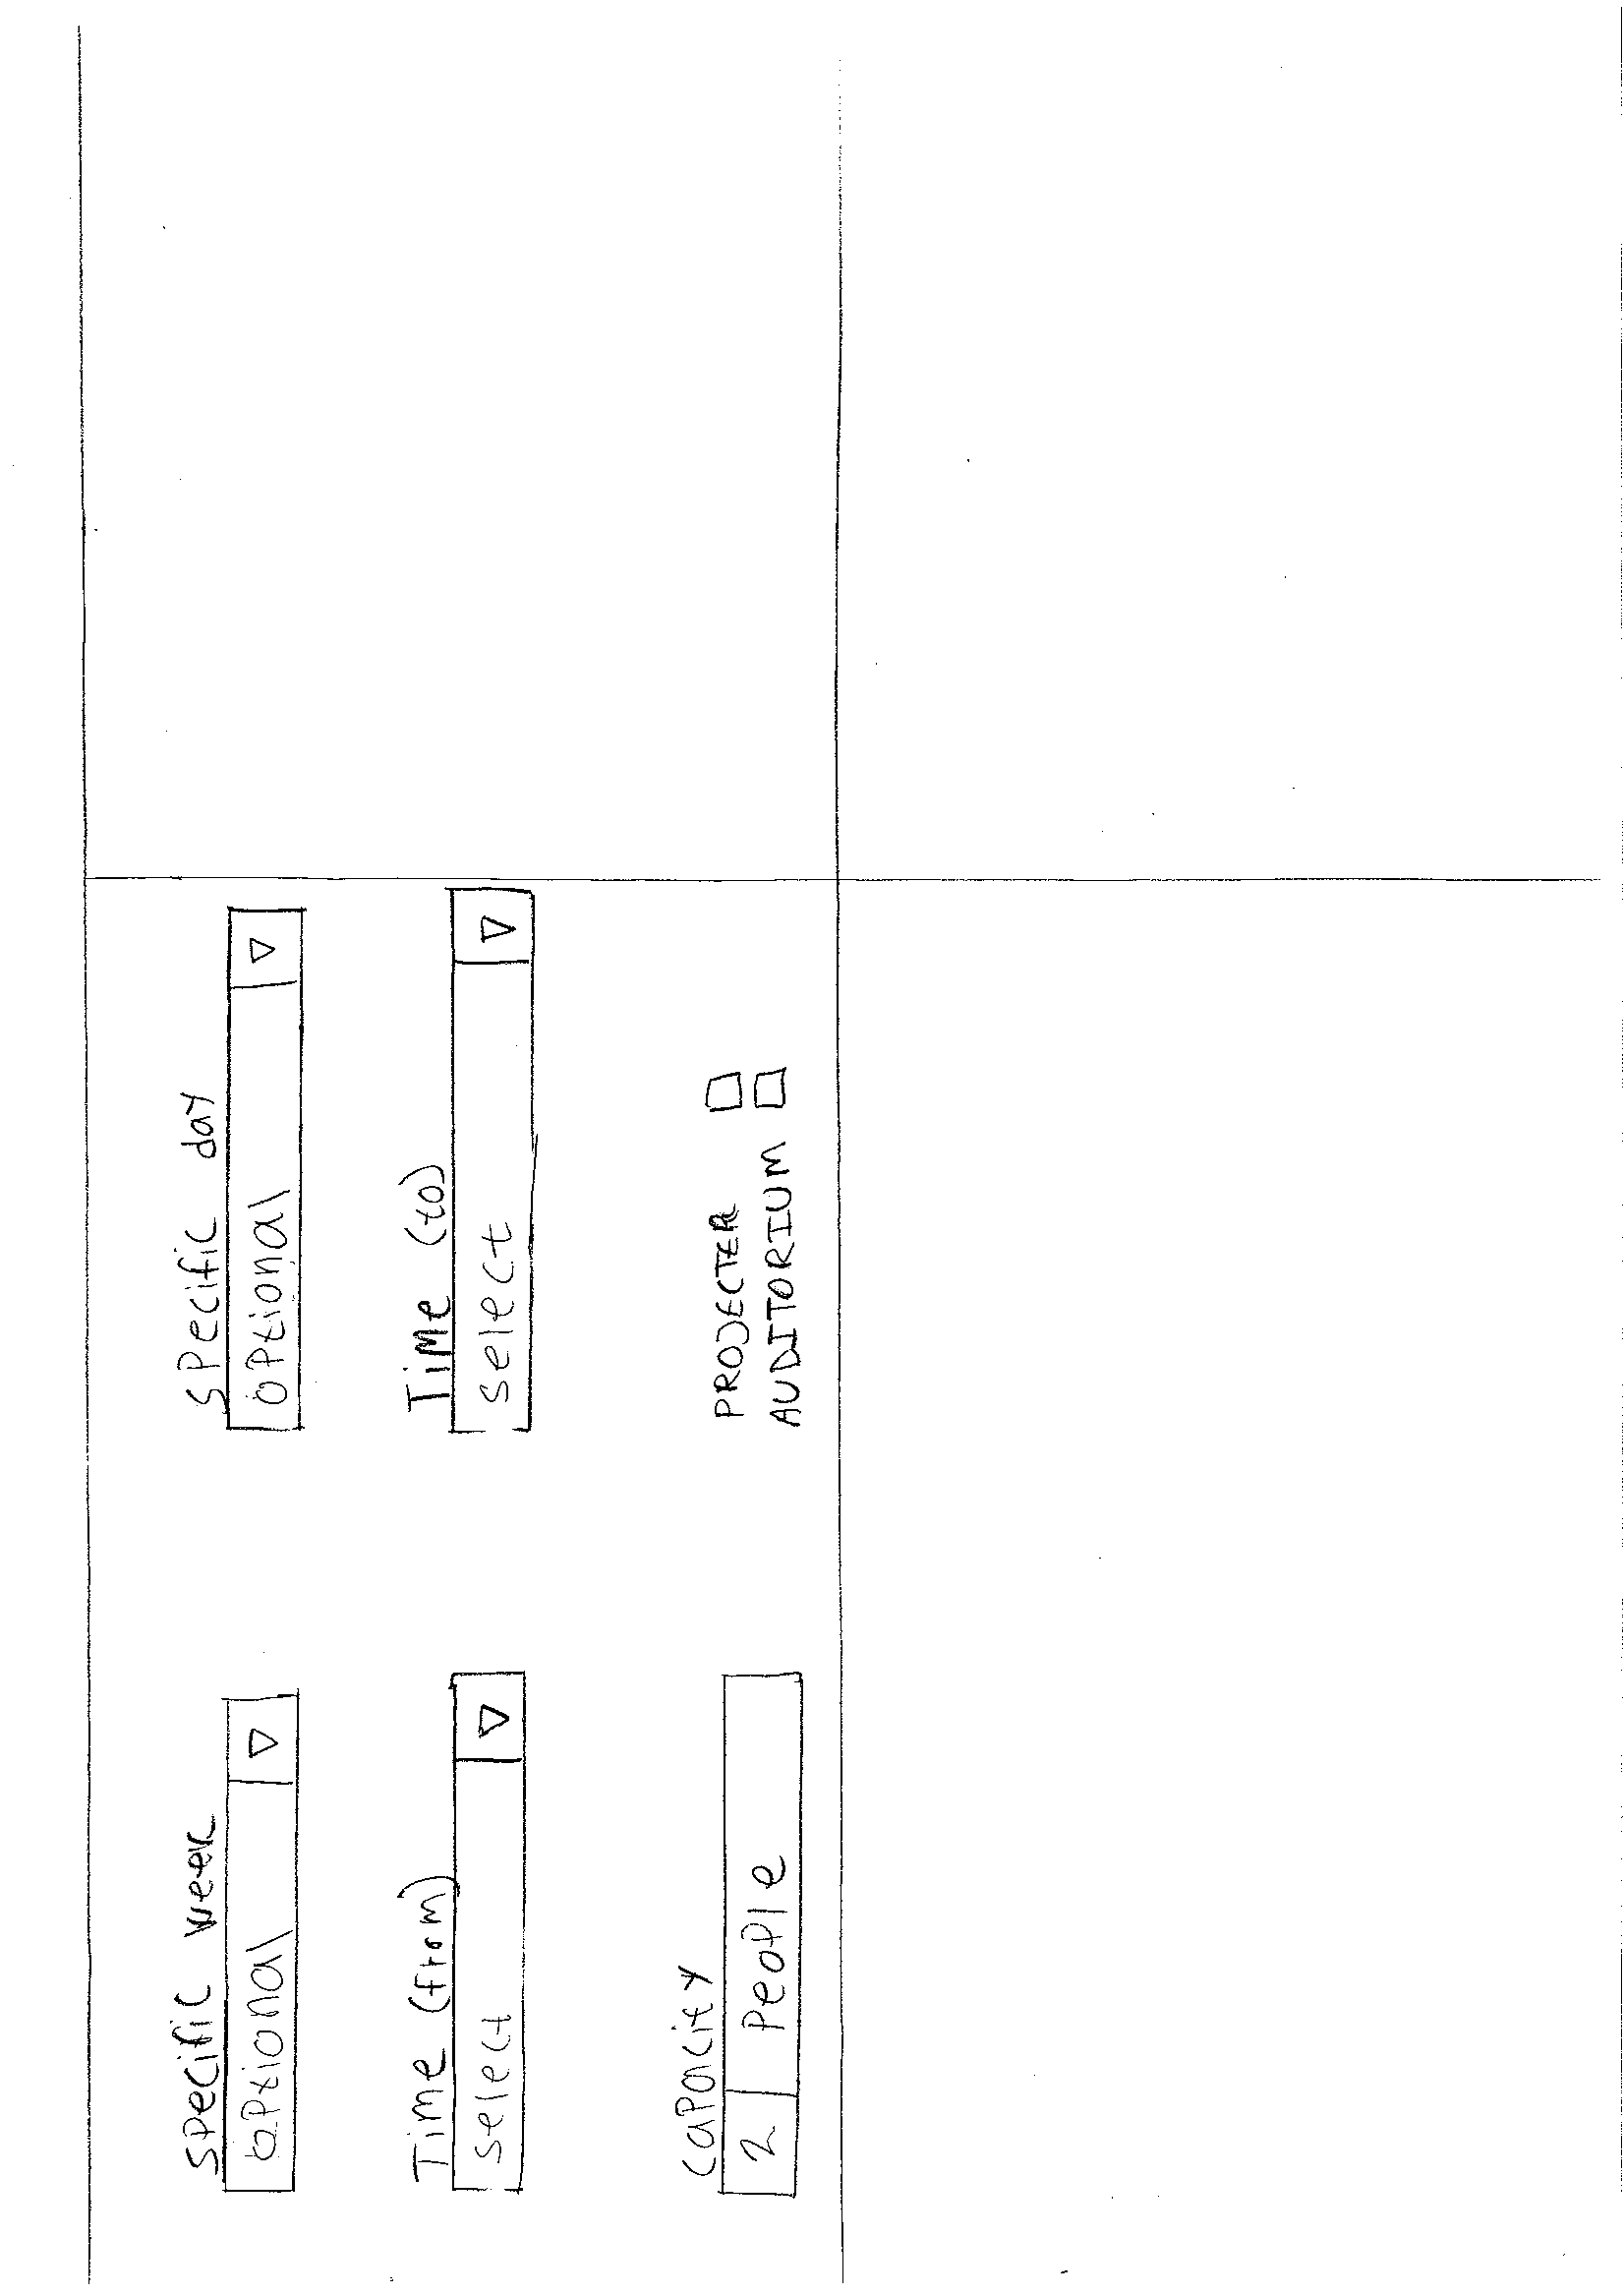 Specific week
optional
Specific day
optional
Time (from)
select
Time (to)
select
capacity
2 People
PROJECTER
AUDITORIUM